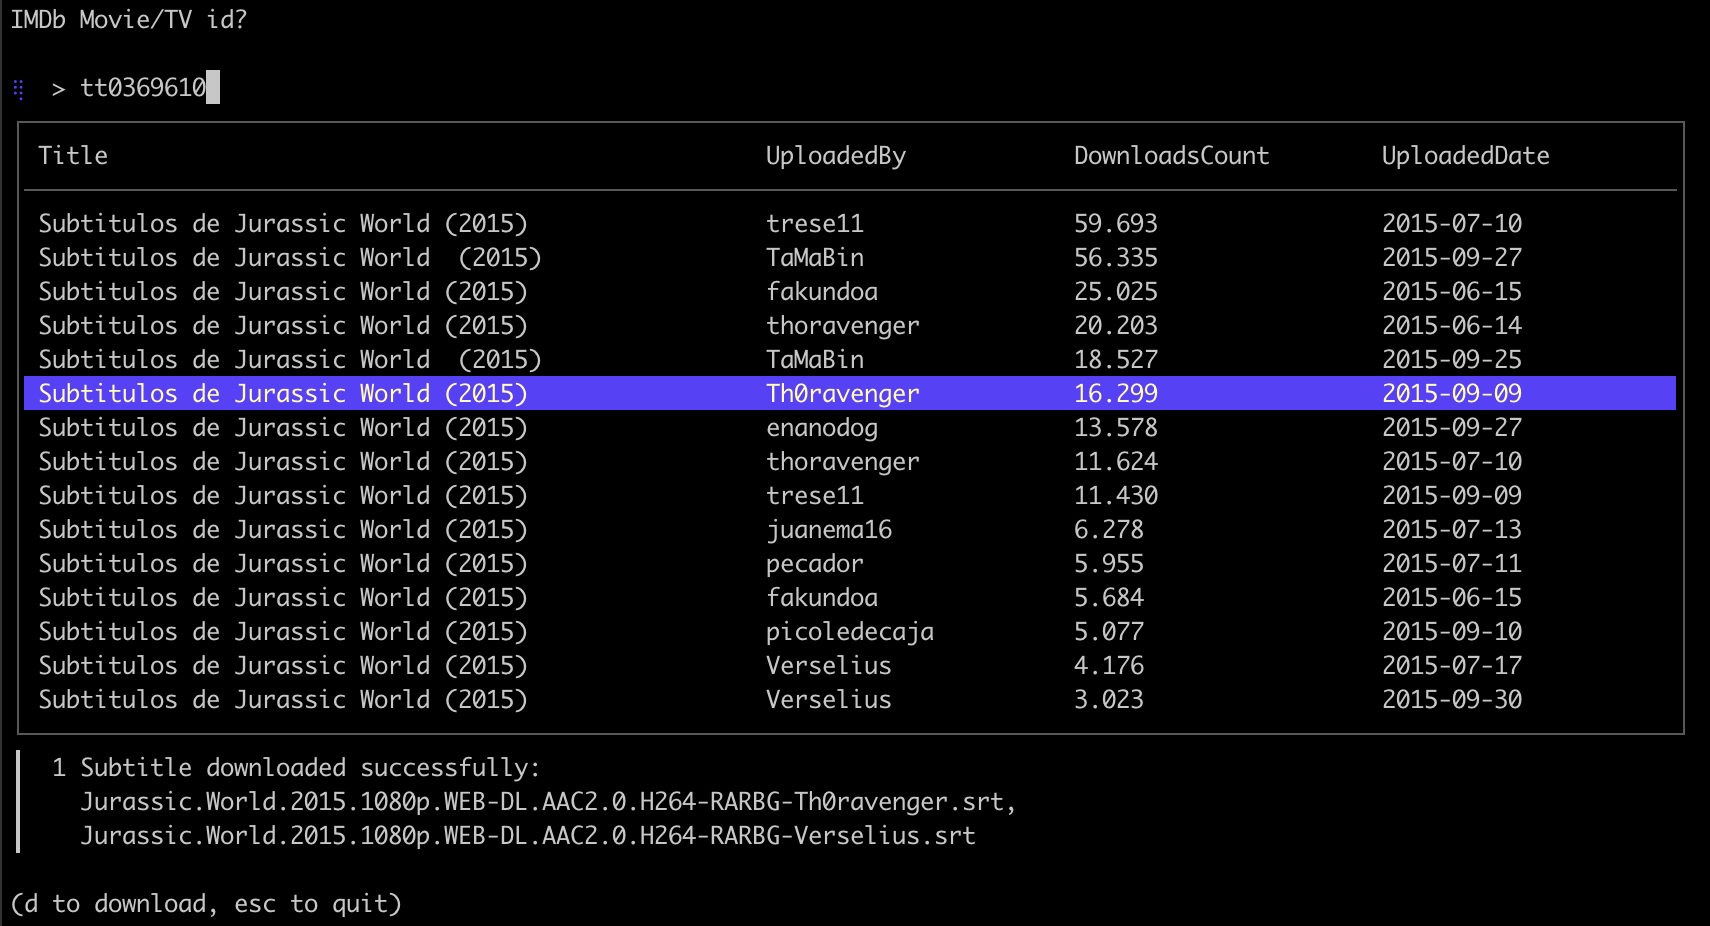 IMDb Movie/TV id?
> tt0369610
Title UploadedBy DownloadsCount UploadedDate
Subtitulos de Jurassic World (2015) trese11 59.693 2015-07-10
Subtitulos de Jurassic World  (2015) TaMaBin 56.335 2015-09-27
Subtitulos de Jurassic World (2015) fakundoa 25.025 2015-06-15
Subtitulos de Jurassic World (2015) thoravenger 20.203 2015-06-14
Subtitulos de Jurassic World  (2015) TaMaBin 18.527 2015-09-25
Subtitulos de Jurassic World (2015) Th0ravenger 16.299 2015-09-09
Subtitulos de Jurassic World (2015) enanodog 13.578 2015-09-27
Subtitulos de Jurassic World (2015) thoravenger 11.624 2015-07-10
Subtitulos de Jurassic World (2015) trese11 11.430 2015-09-09
Subtitulos de Jurassic World (2015) juanema16 6.278 2015-07-13
Subtitulos de Jurassic World (2015) pecador 5.955 2015-07-11
Subtitulos de Jurassic World (2015) fakundoa 5.684 2015-06-15
Subtitulos de Jurassic World (2015) picoledecaja 5.077 2015-09-10
Subtitulos de Jurassic World (2015) Verselius 4.176 2015-07-17
Subtitulos de Jurassic World (2015) Verselius 3.023 2015-09-30
1 Subtitle downloaded successfully:
Jurassic.World.2015.1080p.WEB-DL.AAC2.0.H264-RARBG-Th0ravenger.srt,
Jurassic.World.2015.1080p.WEB-DL.AAC2.0.H264-RARBG-Verselius.srt
(d to download, esc to quit)